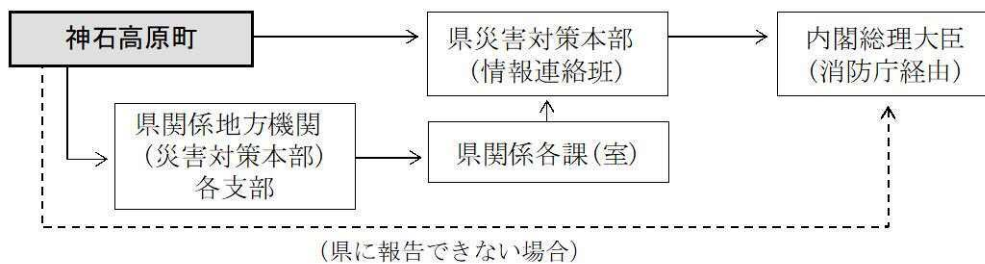 神石高原町
県災害対策本部
(情報連絡班)
内閣総理大臣
(消防庁経由)
県関係地方機関
(災害対策本部)
各支部
県関係各課(室)
(県に報告できない場合)